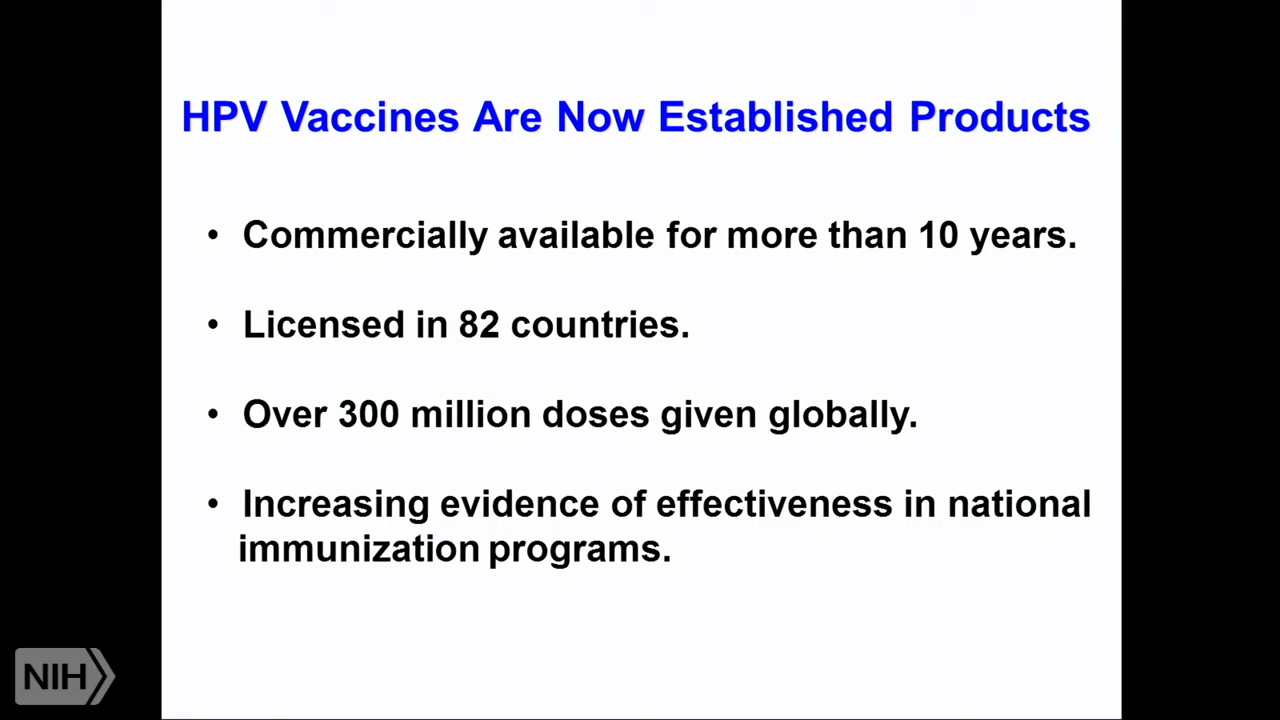 HPV Vaccines Are Now Established Products
• Commercially available for more than 10 years.
• Licensed in 82 countries.
• Over 300 million doses given globally.
• Increasing evidence of effectiveness in national
immunization programs.
NIH